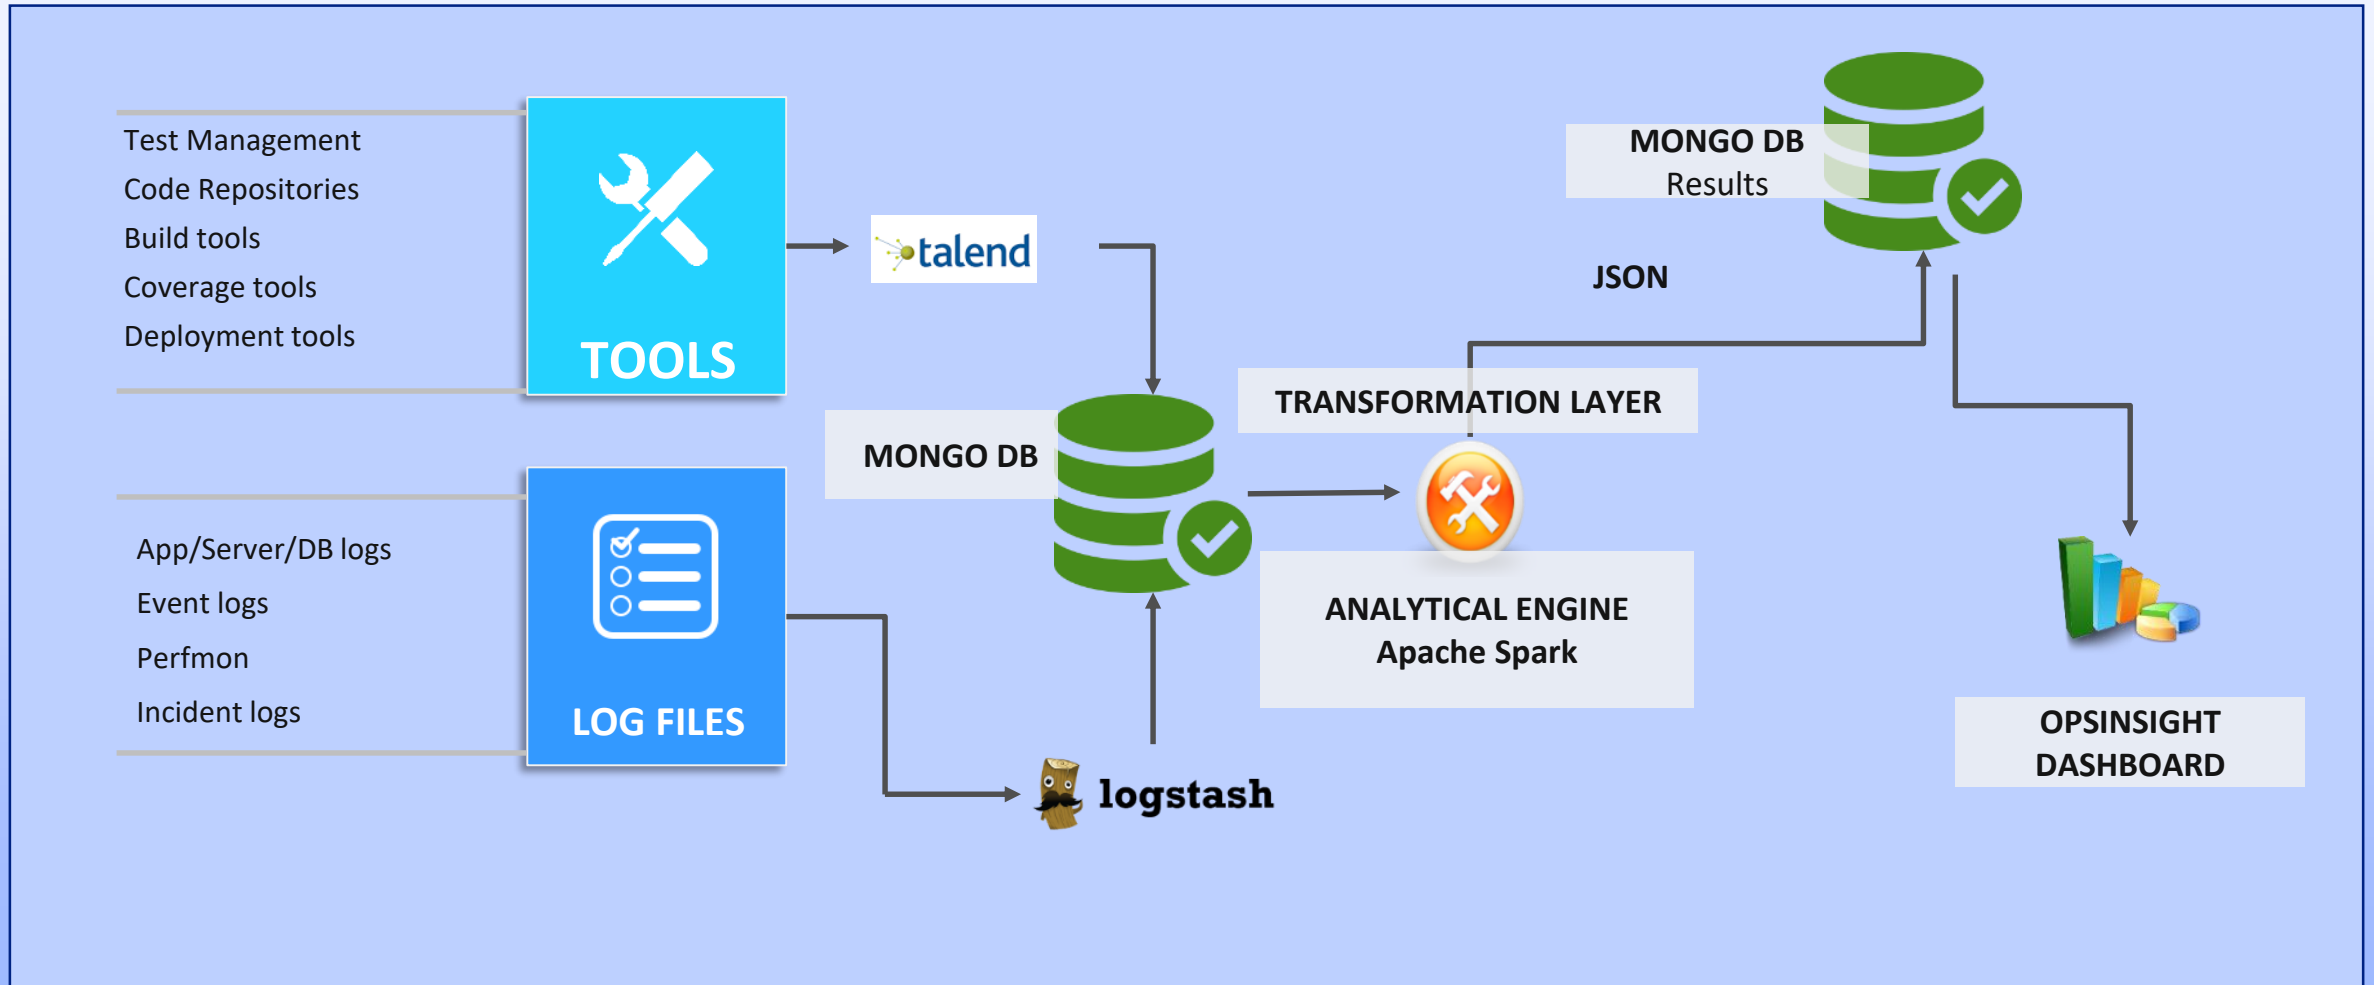 Test Management
Code Repositories
Build tools
Coverage tools
Deployment tools
TOOLS
talend
MONGO DB
Results
JSON
TRANSFORMATION LAYER
MONGO DB
ANALYTICAL ENGINE
Apache Spark
App/Server/DB logs
Event logs
Perfmon
Incident logs
LOG FILES
logstash
OPSINSIGHT
DASHBOARD